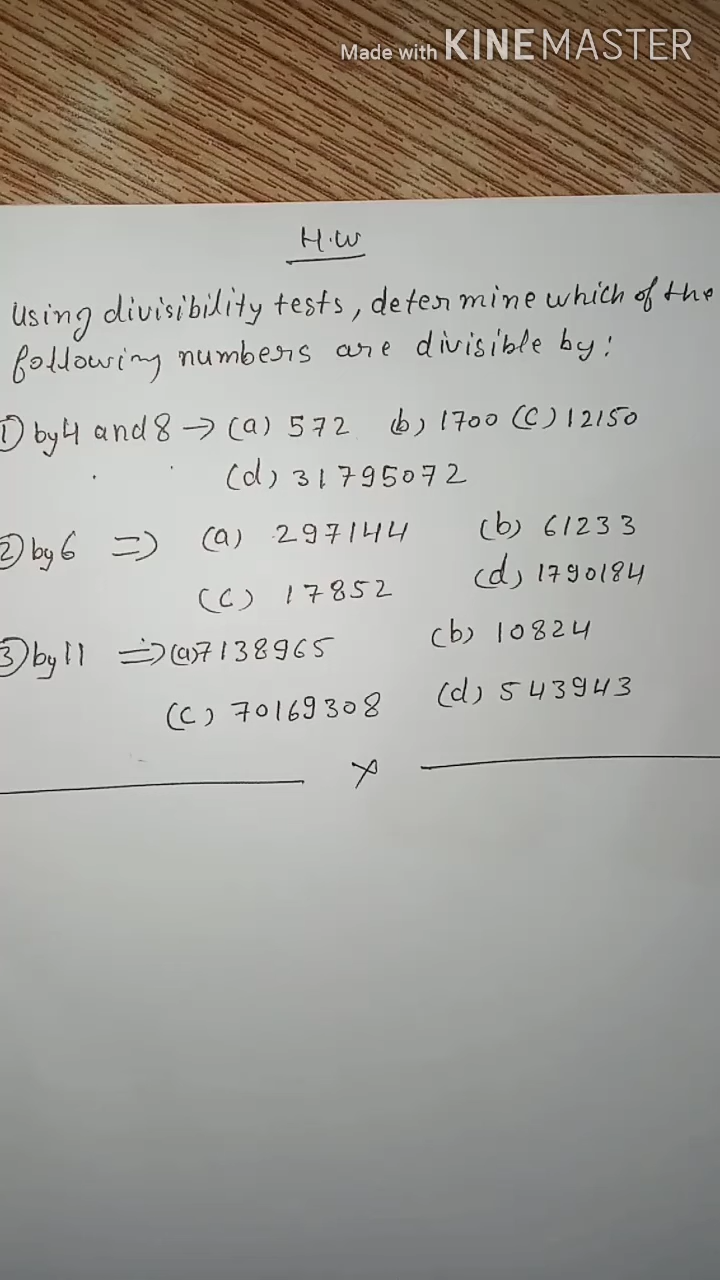 Made with KINEMASTER
H.W
Using divisibility tests, determine which of the
following numbers are divisible by:
① by 4 and 8 → (a) 572 (b) 1700 (c) 12150
(d) 31795072
② by 6 ⇒ (a) 297144 (b) 61233
(c) 17852 (d) 1790184
③ by 11 ⇒ (a) 7138965 (b) 10824
(c) 70169308 (d) 543943
x